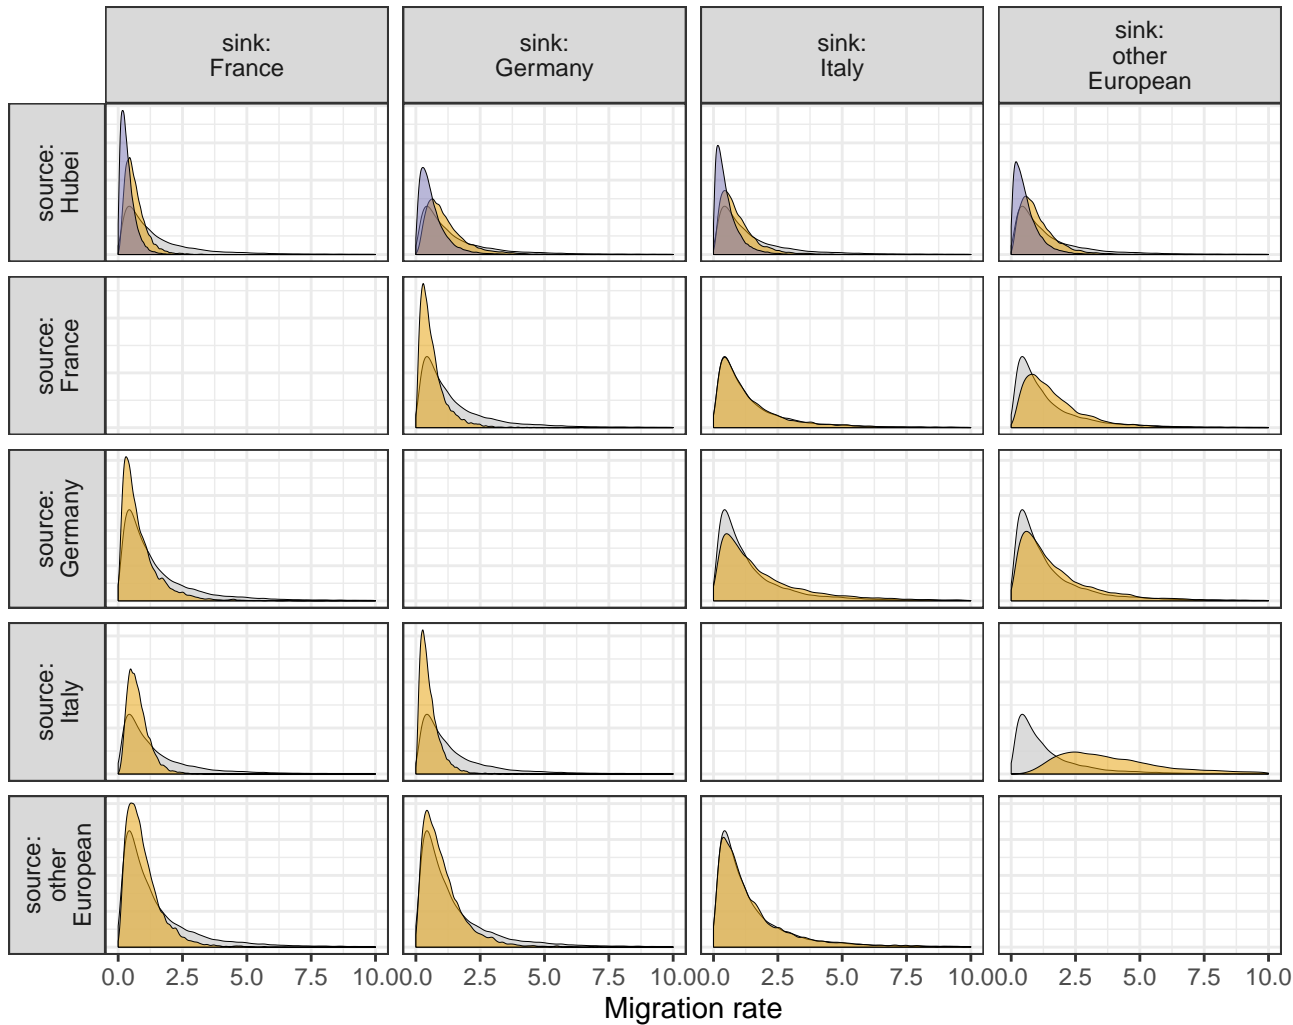 sink:
France
sink:
Germany
sink:
Italy
sink:
other
European
source:
Hubei
source:
France
source:
Germany
source:
Italy
source:
other
European
0.0 2.5 5.0 7.5 10.0 0.0 2.5 5.0 7.5 10.0 0.0 2.5 5.0 7.5 10.0 0.0 2.5 5.0 7.5 10.0
Migration rate